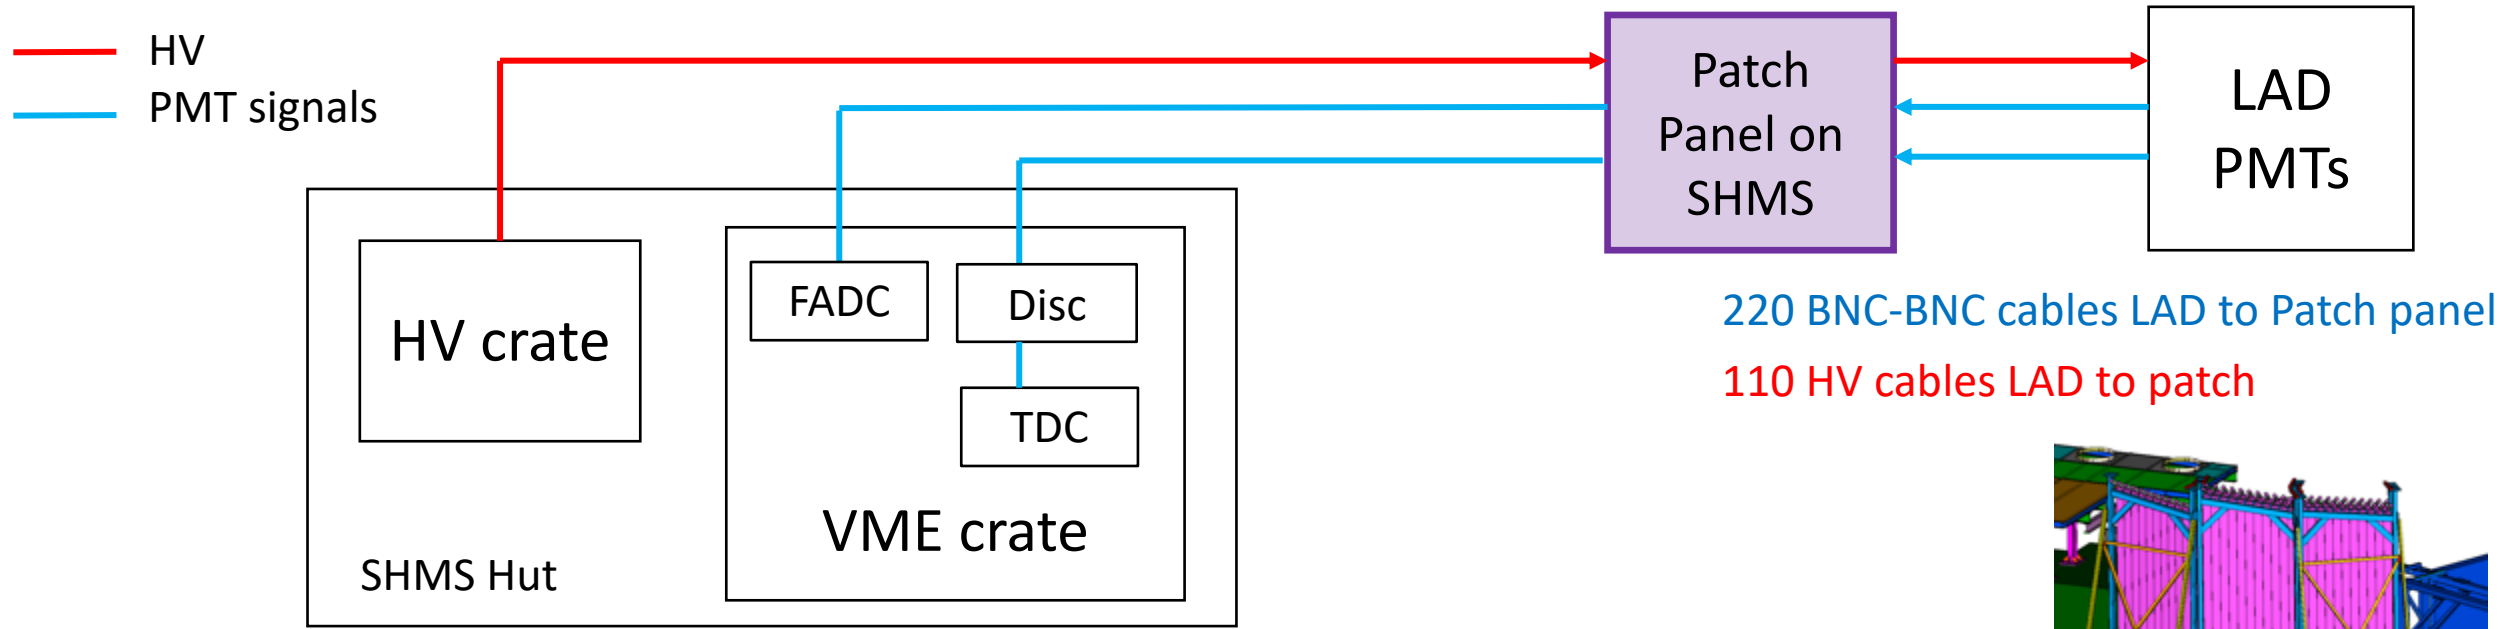 HV
PMT signals
Patch
Panel on
SHMS
LAD
PMTs
FADC
Disc
HV crate
TDC
VME crate
SHMS Hut
220 BNC-BNC cables LAD to Patch panel
110 HV cables LAD to patch